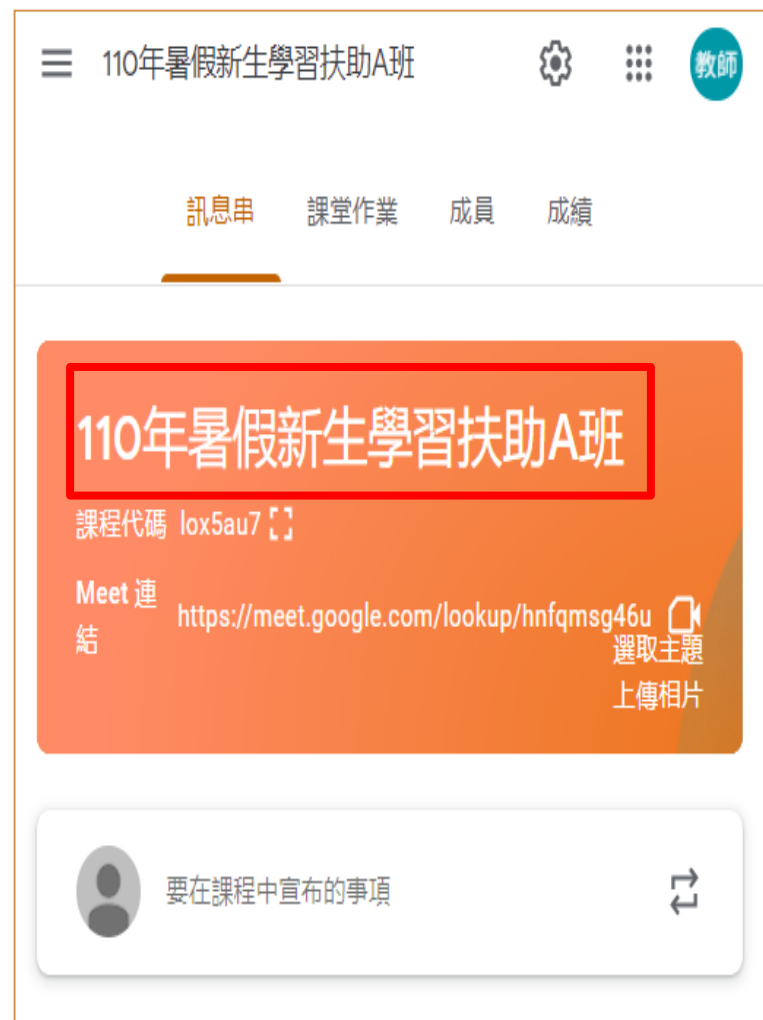 110年暑假新生學習扶助A班
教師
訊息串 課堂作業 成員 成績
110年暑假新生學習扶助A班
課程代碼 lox5au7
Meet 連
結
https://meet.google.com/lookup/hnfqmsg46u
選取主題
上傳相片
要在課程中宣布的事項